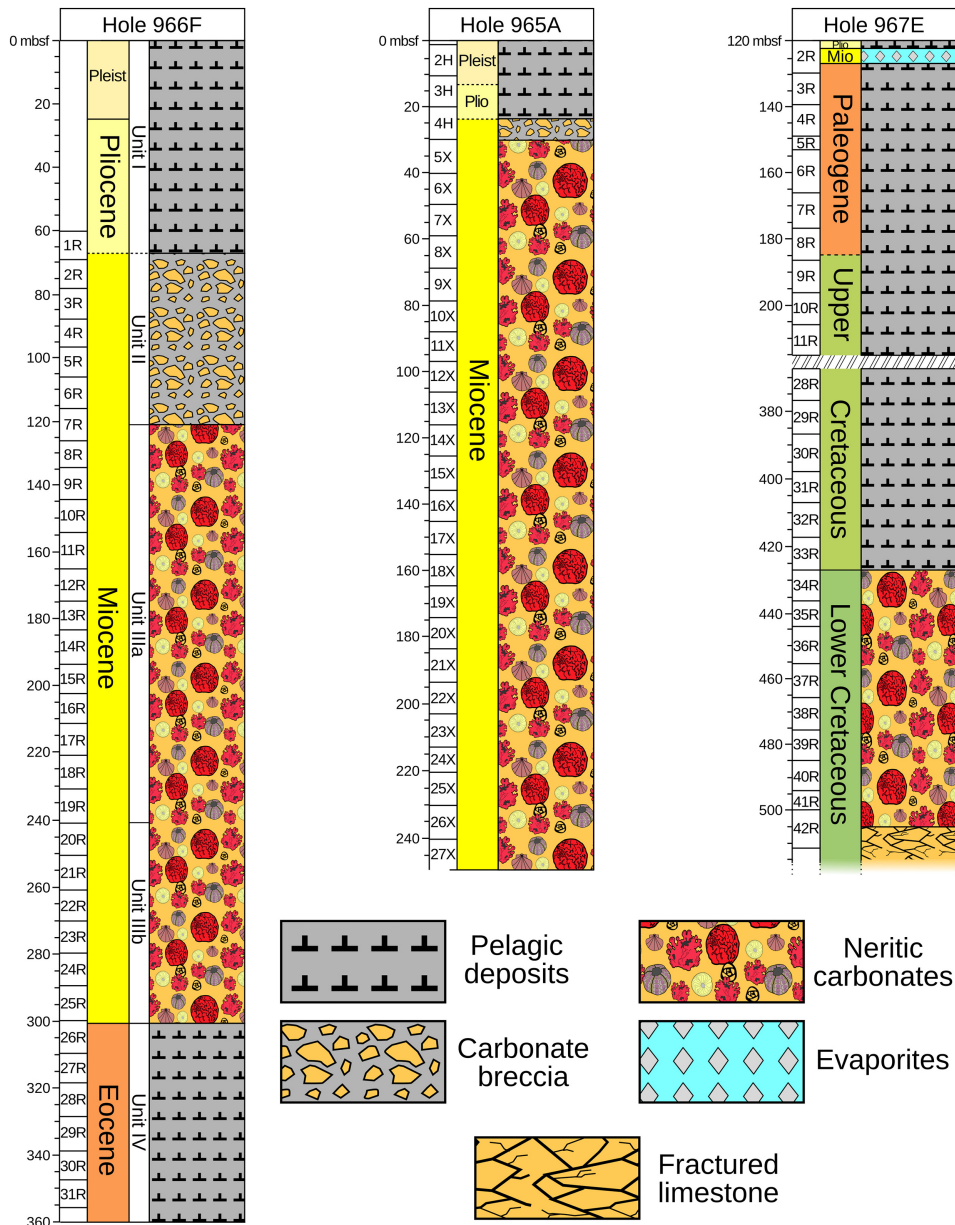 Hole 966F
0 mbsf
20
40
60
80
100
120
140
160
180
200
220
240
260
280
300
320
340
360
1R
2R
3R
4R
5R
6R
7R
8R
9R
10R
11R
12R
13R
14R
15R
16R
17R
18R
19R
20R
21R
22R
23R
24R
25R
26R
27R
28R
29R
30R
31R
Pleist
Pliocene
Miocene
Eocene
Unit I
Unit II
Unit IIIa
Unit IIIb
Unit IV
Hole 965A
0 mbsf
20
40
60
80
100
120
140
160
180
200
220
240
2H
3H
4H
5X
6X
7X
8X
9X
10X
11X
12X
13X
14X
15X
16X
17X
18X
19X
20X
21X
22X
23X
24X
25X
26X
27X
Pleist
Plio
Miocene
Hole 967E
120 mbsf
140
160
180
200
380
400
420
440
460
480
500
2R
3R
4R
5R
6R
7R
8R
9R
10R
11R
28R
29R
30R
31R
32R
33R
34R
35R
36R
37R
38R
39R
40R
41R
42R
Plio
Mio
Paleogene
Upper
Cretaceous
Lower Cretaceous
Pelagic
deposits
Neritic
carbonates
Carbonate
breccia
Evaporites
Fractured
limestone